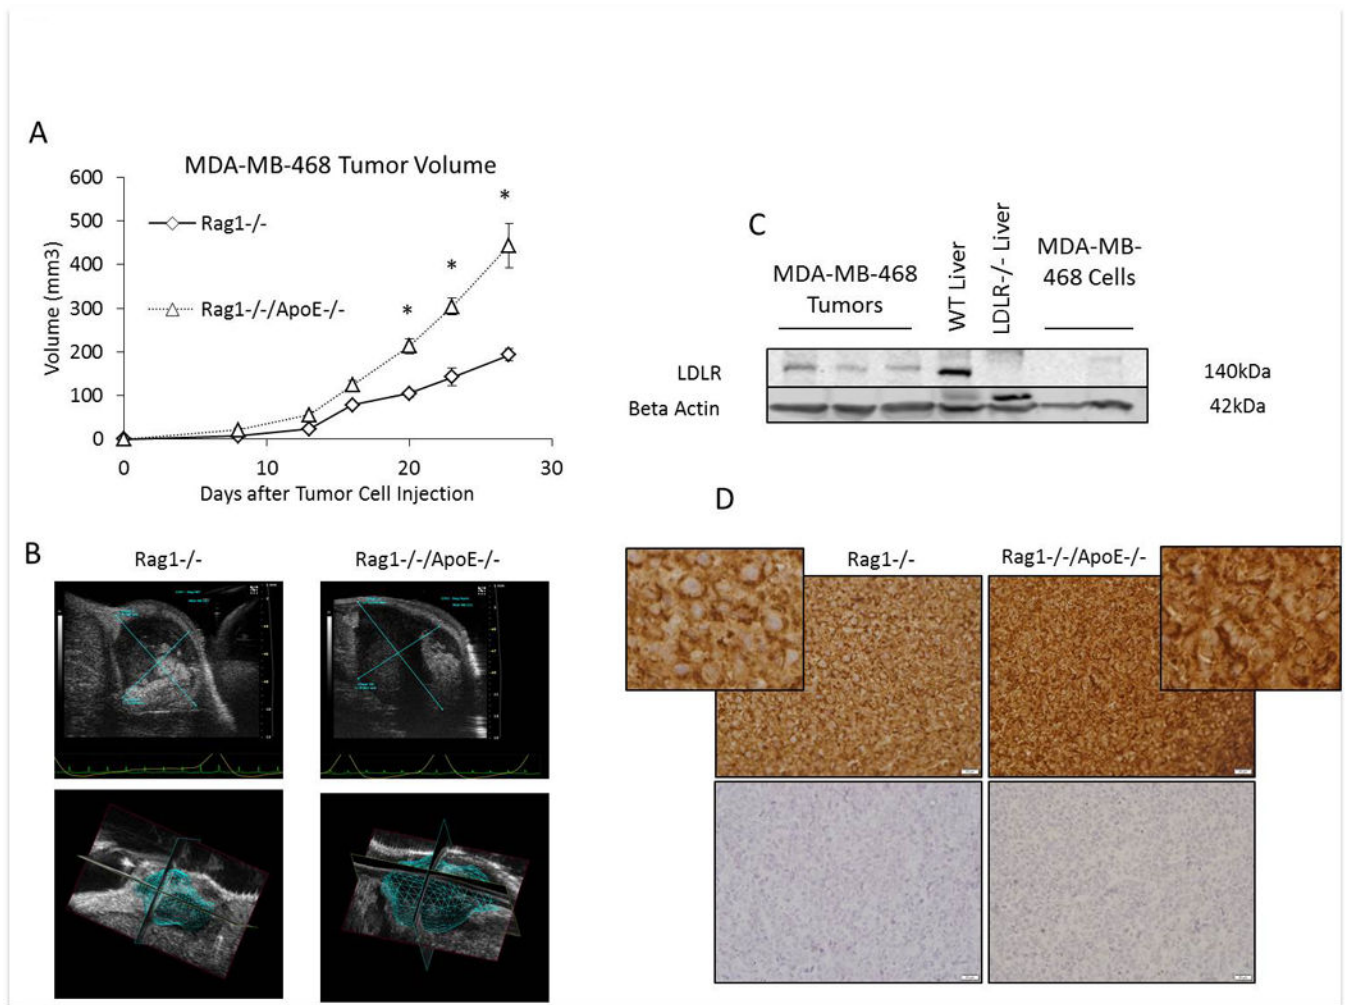 A
MDA-MB-468 Tumor Volume
600
500
400
300
200
100
0
Volume (mm3)
Rag1-/-
Rag1-/-/ApoE-/-
*
*
*
0
10
20
30
Days after Tumor Cell Injection
B
Rag1-/-
Rag1-/-/ApoE-/-
C
MDA-MB-468
Tumors
WT Liver
LDLR-/- Liver
MDA-MB-
468 Cells
LDLR
140kDa
Beta Actin
42kDa
D
Rag1-/-
Rag1-/-/ApoE-/-